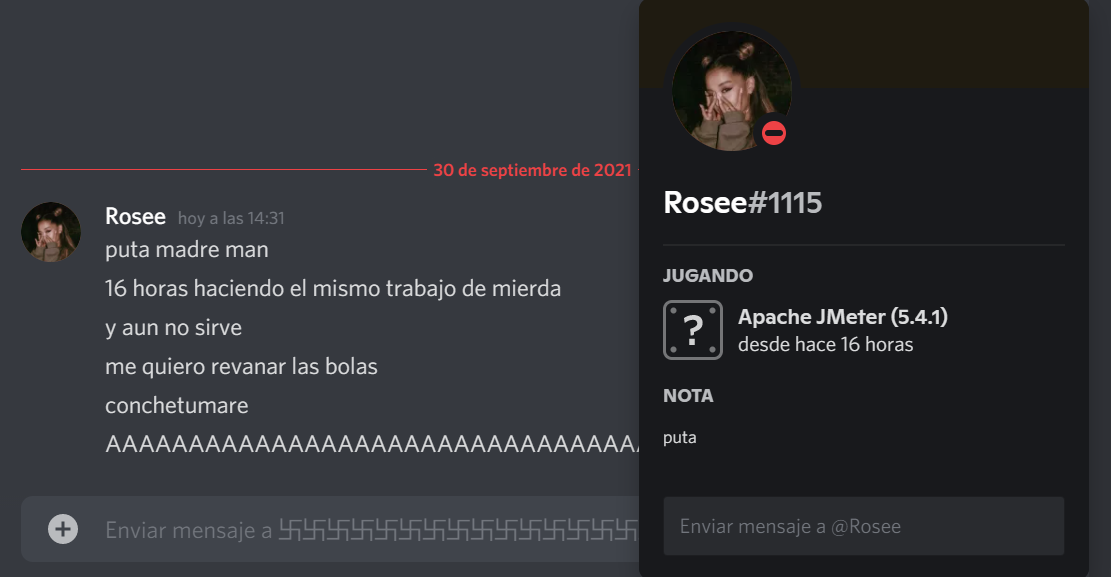 30 de septiembre de 2021
Rosee hoy a las 14:31
puta madre man
16 horas haciendo el mismo trabajo de mierda
y aun no sirve
me quiero revanar las bolas
conchetumare
AAAAAAAAAAAAAAAAAAAAAAAAAAAAAAAAA
Enviar mensaje a 卐卐卐卐卐卐卐卐卐卐卐卐卐卐卐
Rosee#1115
JUGANDO
?
Apache JMeter (5.4.1)
desde hace 16 horas
NOTA
puta
Enviar mensaje a @Rosee